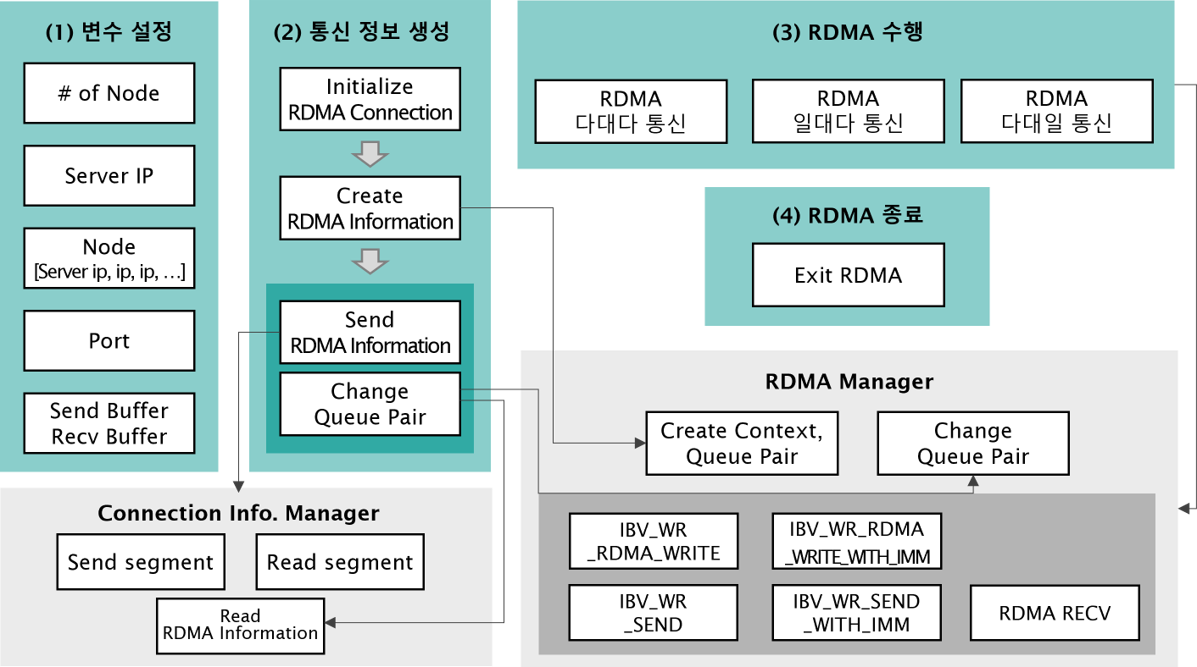 (1) 변수 설정
# of Node
Server IP
Node
[Server ip, ip, ip, ...]
Port
Send Buffer
Recv Buffer
(2) 통신 정보 생성
Initialize
RDMA Connection
Create
RDMA Information
Send
RDMA Information
Change
Queue Pair
(3) RDMA 수행
RDMA
다대다 통신
RDMA
일대다 통신
RDMA
다대일 통신
(4) RDMA 종료
Exit RDMA
Connection Info. Manager
Send segment
Read segment
Read
RDMA Information
RDMA Manager
Create Context,
Queue Pair
Change
Queue Pair
IBV_WR
_RDMA_WRITE
IBV_WR_RDMA
_WRITE_WITH_IMM
IBV_WR
_SEND
IBV_WR_SEND
_WITH_IMM
RDMA RECV